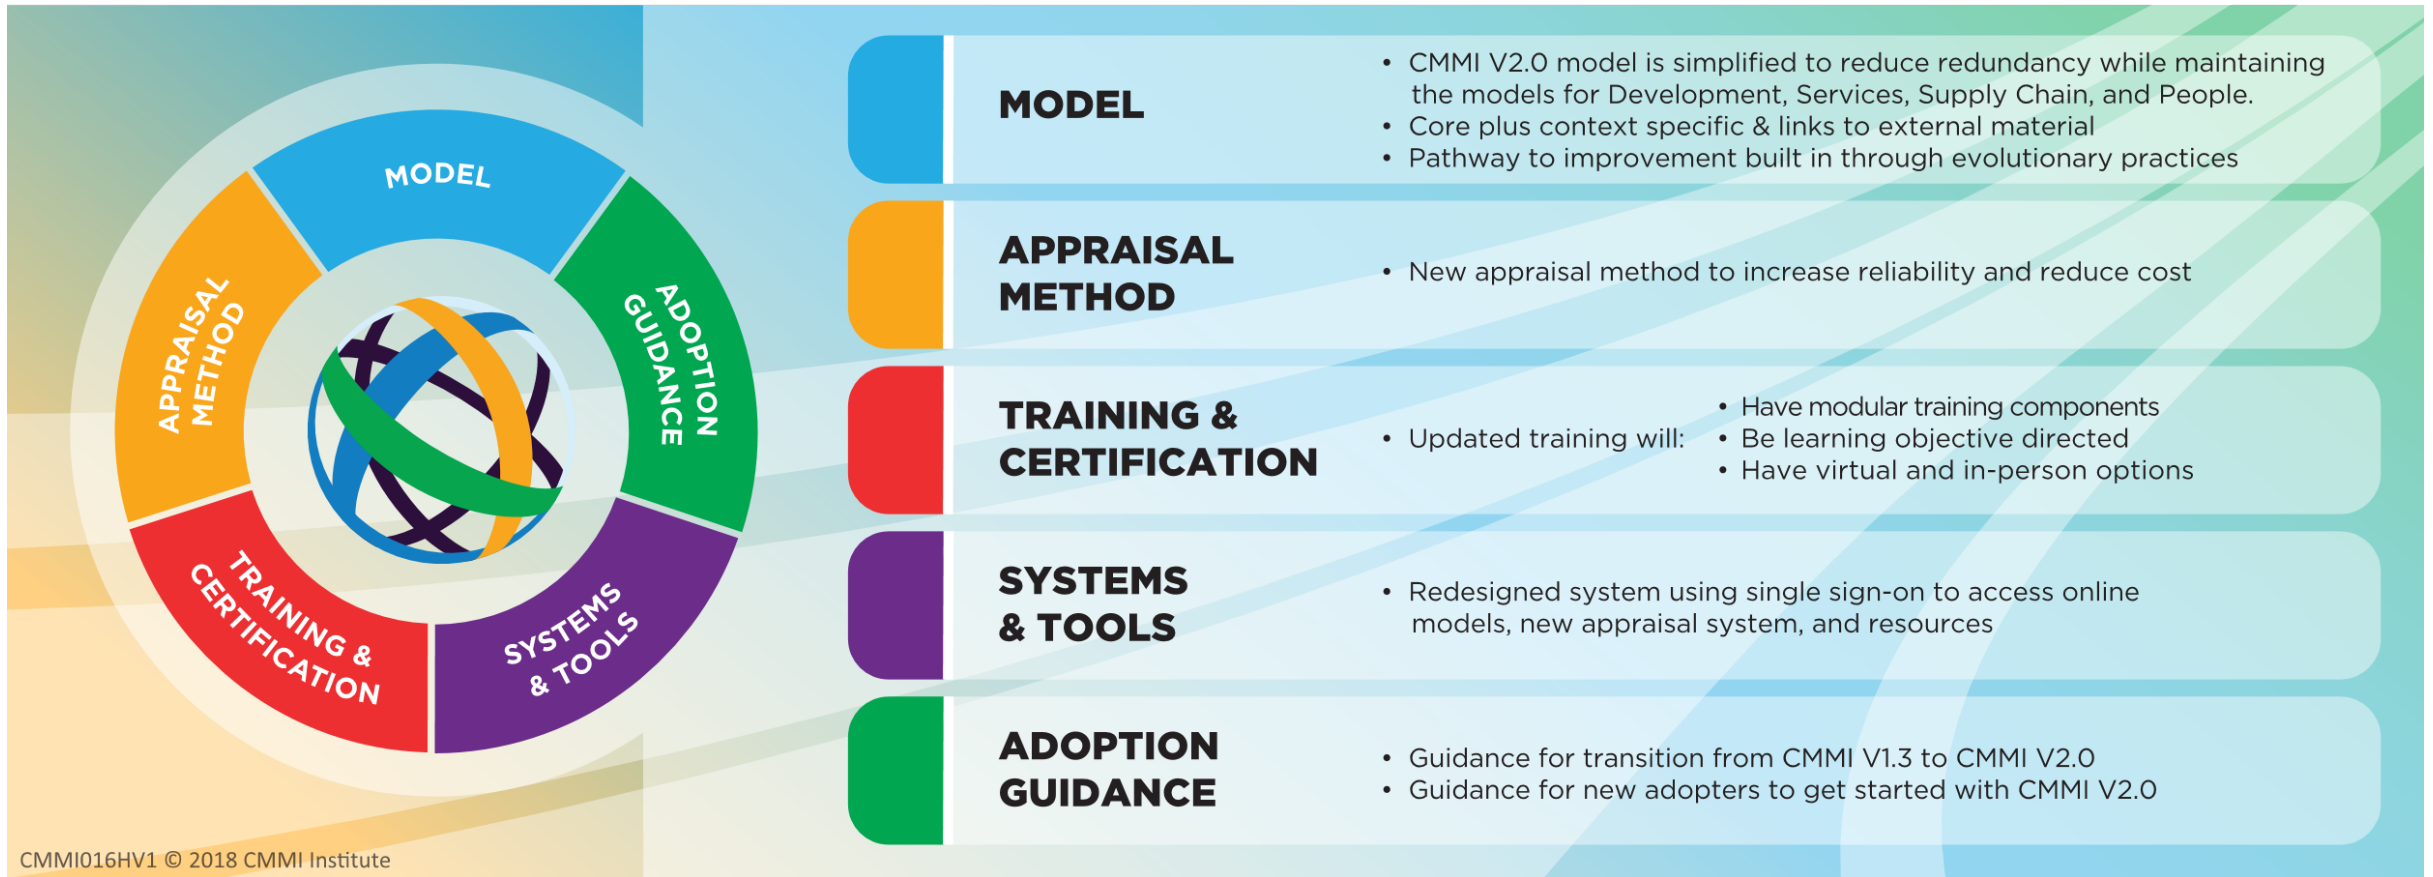 MODEL
APPRAISAL
METHOD
ADOPTION
GUIDANCE
TRAINING &
CERTIFICATION
SYSTEMS
& TOOLS
MODEL
• CMMI V2.0 model is simplified to reduce redundancy while maintaining
the models for Development, Services, Supply Chain, and People.
• Core plus context specific & links to external material
• Pathway to improvement built in through evolutionary practices
APPRAISAL
METHOD
• New appraisal method to increase reliability and reduce cost
TRAINING &
CERTIFICATION
• Updated training will:
• Have modular training components
• Be learning objective directed
• Have virtual and in-person options
SYSTEMS
& TOOLS
• Redesigned system using single sign-on to access online
models, new appraisal system, and resources
ADOPTION
GUIDANCE
• Guidance for transition from CMMI V1.3 to CMMI V2.0
• Guidance for new adopters to get started with CMMI V2.0
CMMI016HV1 © 2018 CMMI Institute